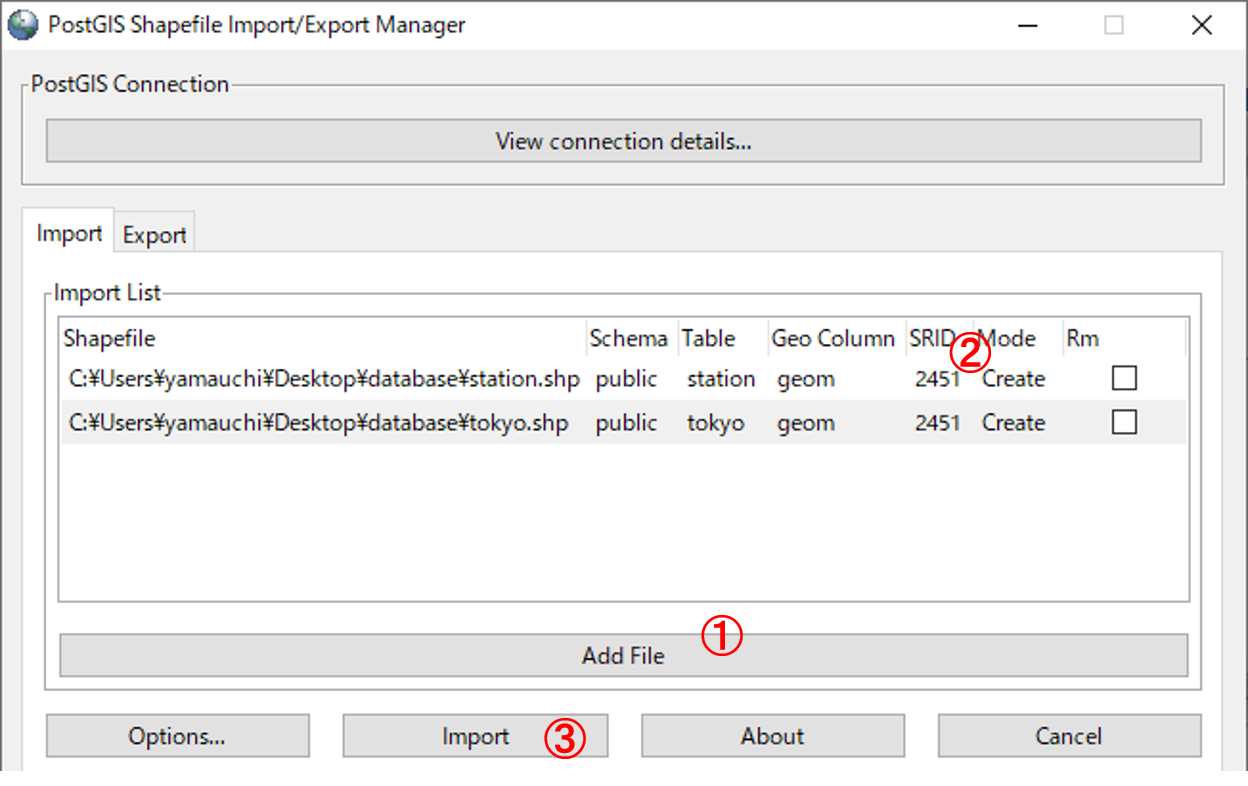 PostGIS Shapefile Import/Export Manager
PostGIS Connection
View connection details...
Import Export
Import List
Shapefile Schema Table Geo Column SRID ② Mode Rm
C:¥Users¥yamauchi¥Desktop¥database¥station.shp public station geom 2451 Create
C:¥Users¥yamauchi¥Desktop¥database¥tokyo.shp public tokyo geom 2451 Create
Add File ①
Options... Import ③ About Cancel